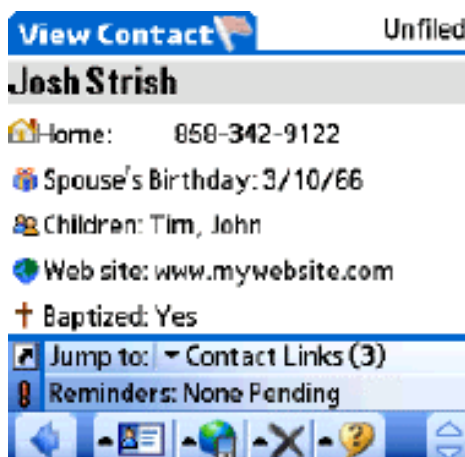 View Contact Unfiled
Josh Strish
Home: 858-342-9122
Spouse's Birthday: 3/10/66
Children: Tim, John
Web site: www.mywebsite.com
Baptized: Yes
Jump to: Contact Links (3)
Reminders: None Pending